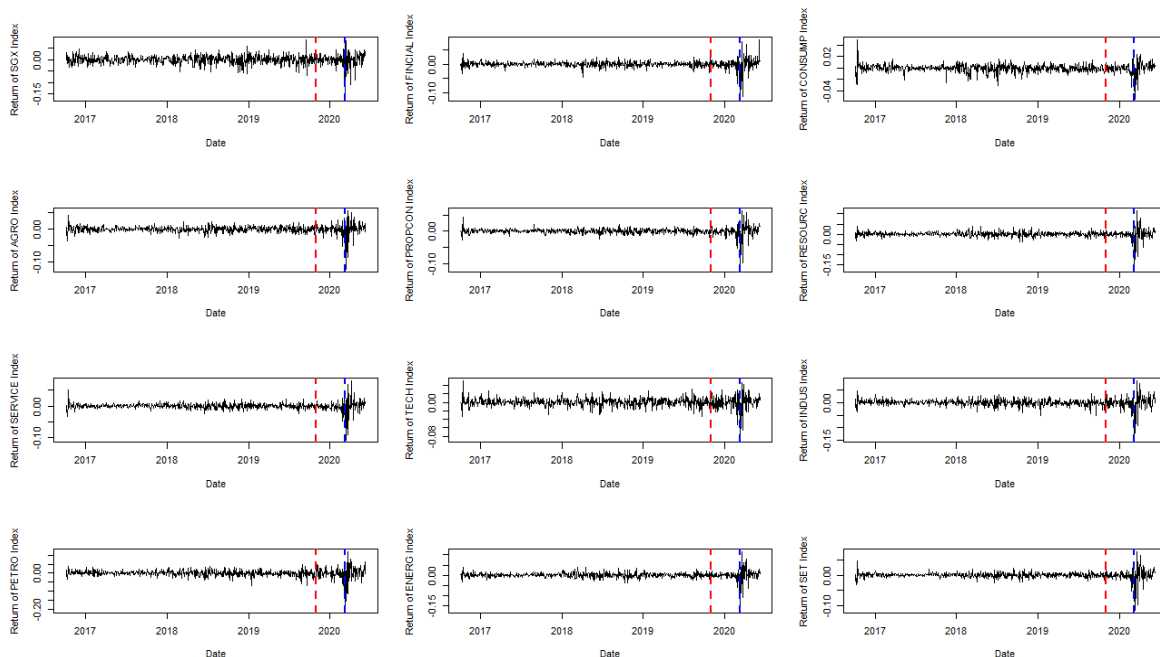 Return of SGX Index
0.00
-0.15
2017 2018 2019 2020
Date
Return of FINCIAL Index
0.00
-0.10
2017 2018 2019 2020
Date
Return of CONSUMP Index
0.02
-0.04
2017 2018 2019 2020
Date
Return of AGRO Index
0.00
-0.10
2017 2018 2019 2020
Date
Return of PROPCON Index
0.00
-0.10
2017 2018 2019 2020
Date
Return of RESOURC Index
0.00
-0.15
2017 2018 2019 2020
Date
Return of SERVICE Index
0.00
-0.10
2017 2018 2019 2020
Date
Return of TECH Index
0.00
-0.08
2017 2018 2019 2020
Date
Return of INDUS Index
0.00
-0.15
2017 2018 2019 2020
Date
Return of PETRO Index
0.00
-0.20
2017 2018 2019 2020
Date
Return of ENERG Index
0.00
-0.15
2017 2018 2019 2020
Date
Return of SET Index
0.00
-0.10
2017 2018 2019 2020
Date